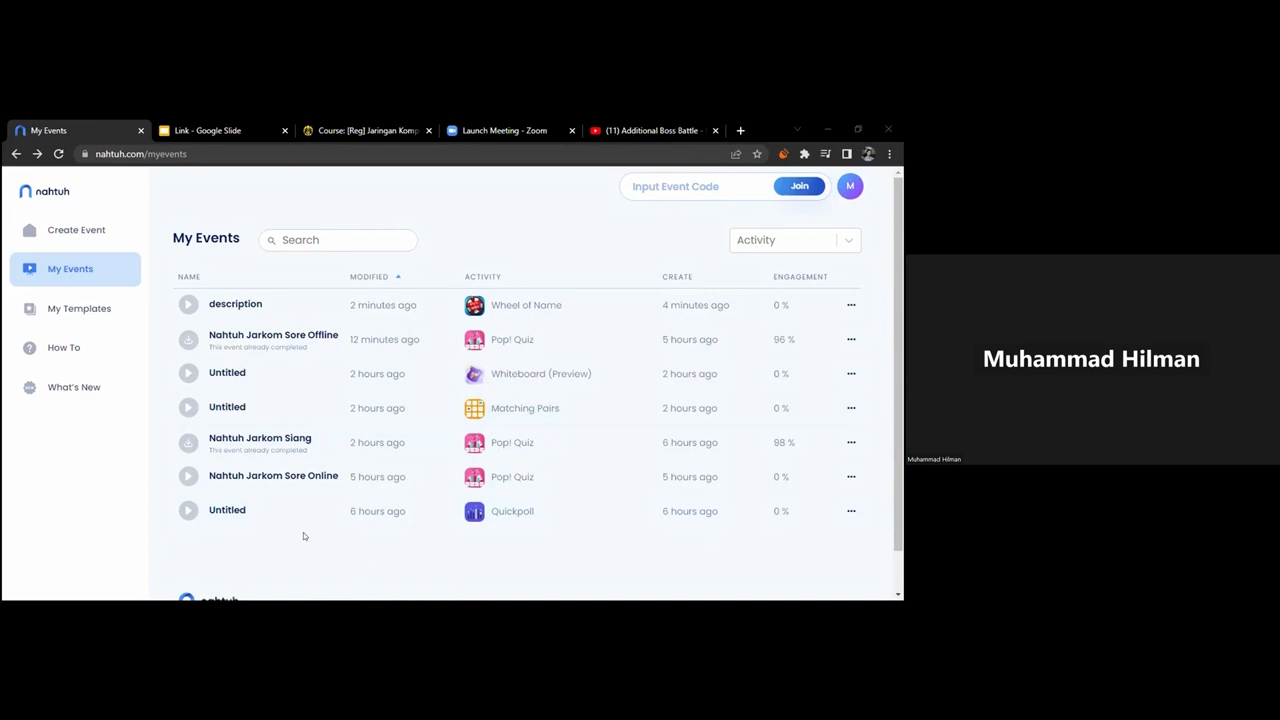 My Events
Link - Google Slide
Course: [Reg] Jaringan Komp
Launch Meeting - Zoom
(11) Additional Boss Battle -
nahtuh.com/myevents
nahtuh
Input Event Code
Join
M
Create Event
My Events
Search
Activity
My Events
NAME
MODIFIED
ACTIVITY
CREATE
ENGAGEMENT
description
2 minutes ago
Wheel of Name
4 minutes ago
0 %
My Templates
Nahtuh Jarkom Sore Offline
This event already completed
12 minutes ago
Pop! Quiz
5 hours ago
96 %
How To
Untitled
2 hours ago
Whiteboard (Preview)
2 hours ago
0 %
What's New
Untitled
2 hours ago
Matching Pairs
2 hours ago
0 %
Nahtuh Jarkom Siang
This event already completed
2 hours ago
Pop! Quiz
6 hours ago
98 %
Nahtuh Jarkom Sore Online
5 hours ago
Pop! Quiz
5 hours ago
0 %
Untitled
6 hours ago
Quickpoll
6 hours ago
0 %
nahtuh
Muhammad Hilman
Muhammad Hilman